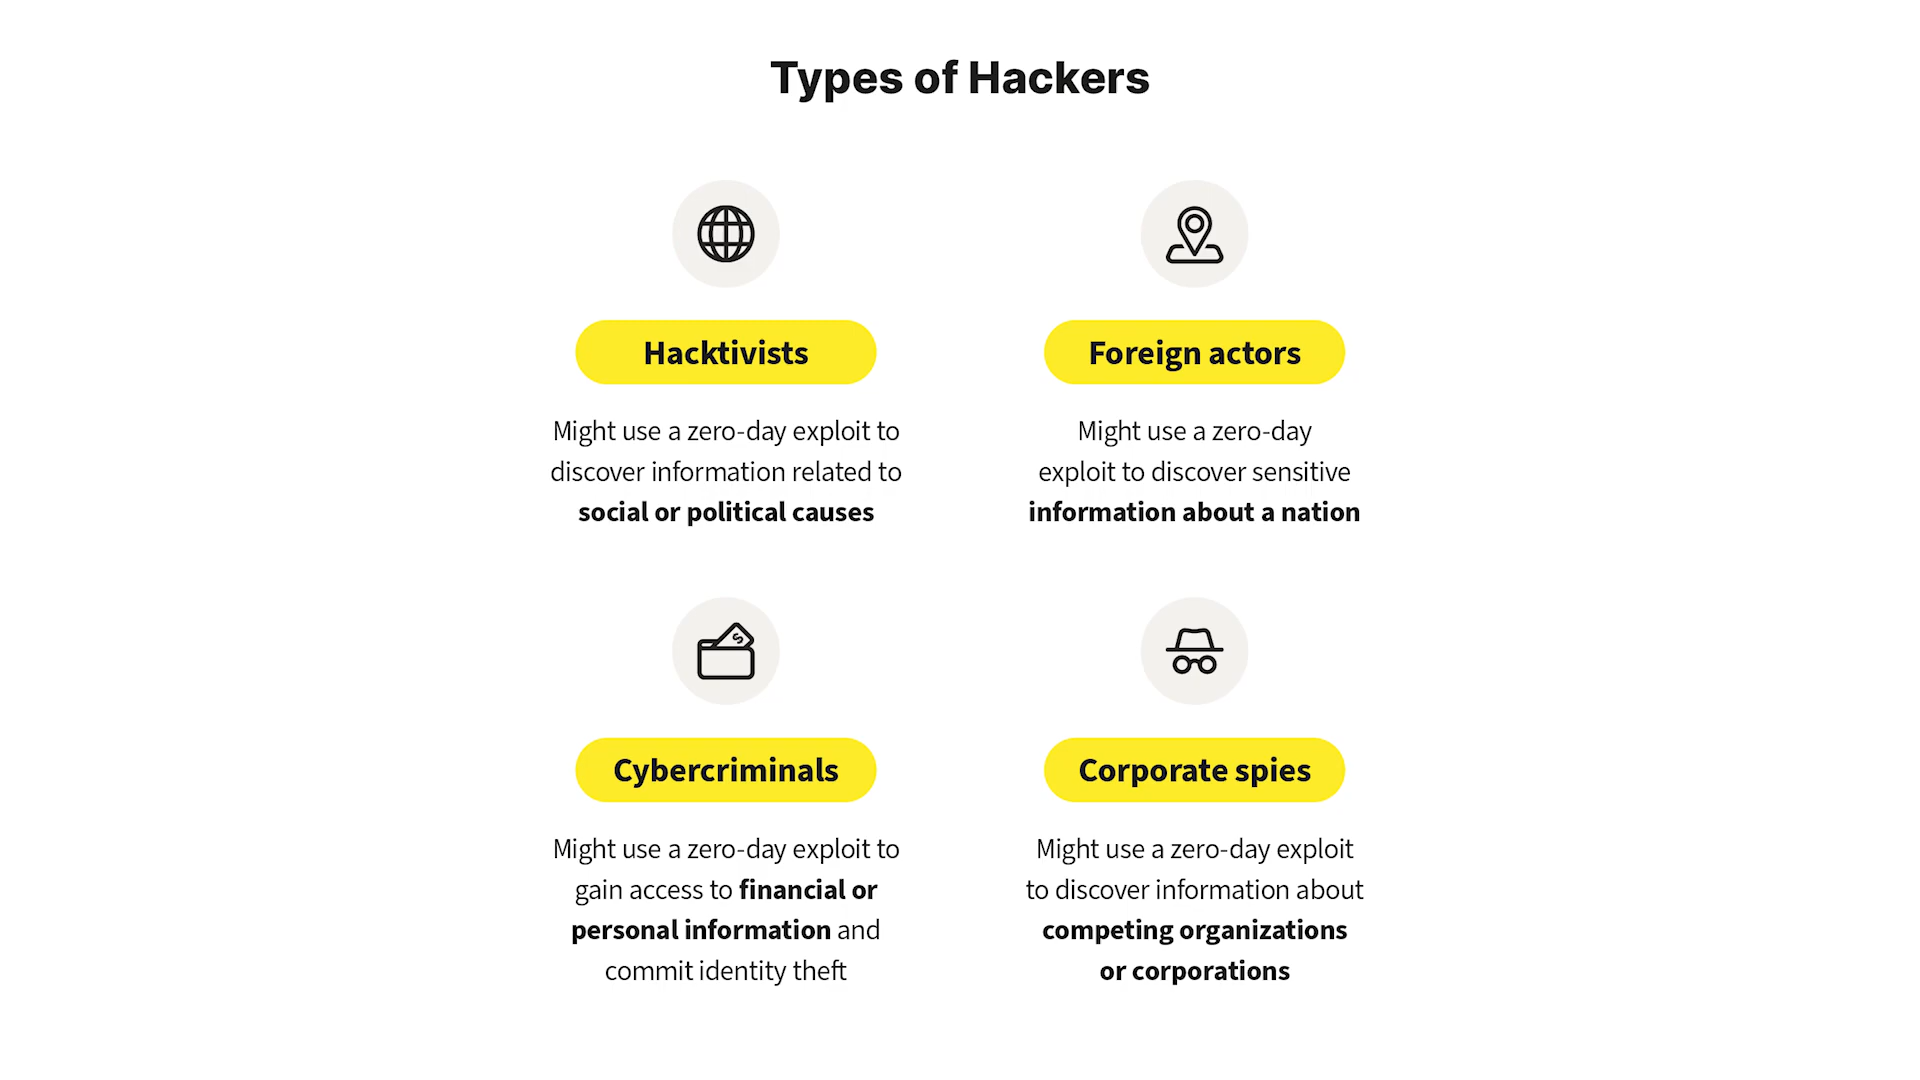 Types of Hackers
Hacktivists
Might use a zero-day exploit to
discover information related to
social or political causes
Foreign actors
Might use a zero-day
exploit to discover sensitive
information about a nation
$
Cybercriminals
Might use a zero-day exploit to
gain access to financial or
personal information and
commit identity theft
Corporate spies
Might use a zero-day exploit
to discover information about
competing organizations
or corporations